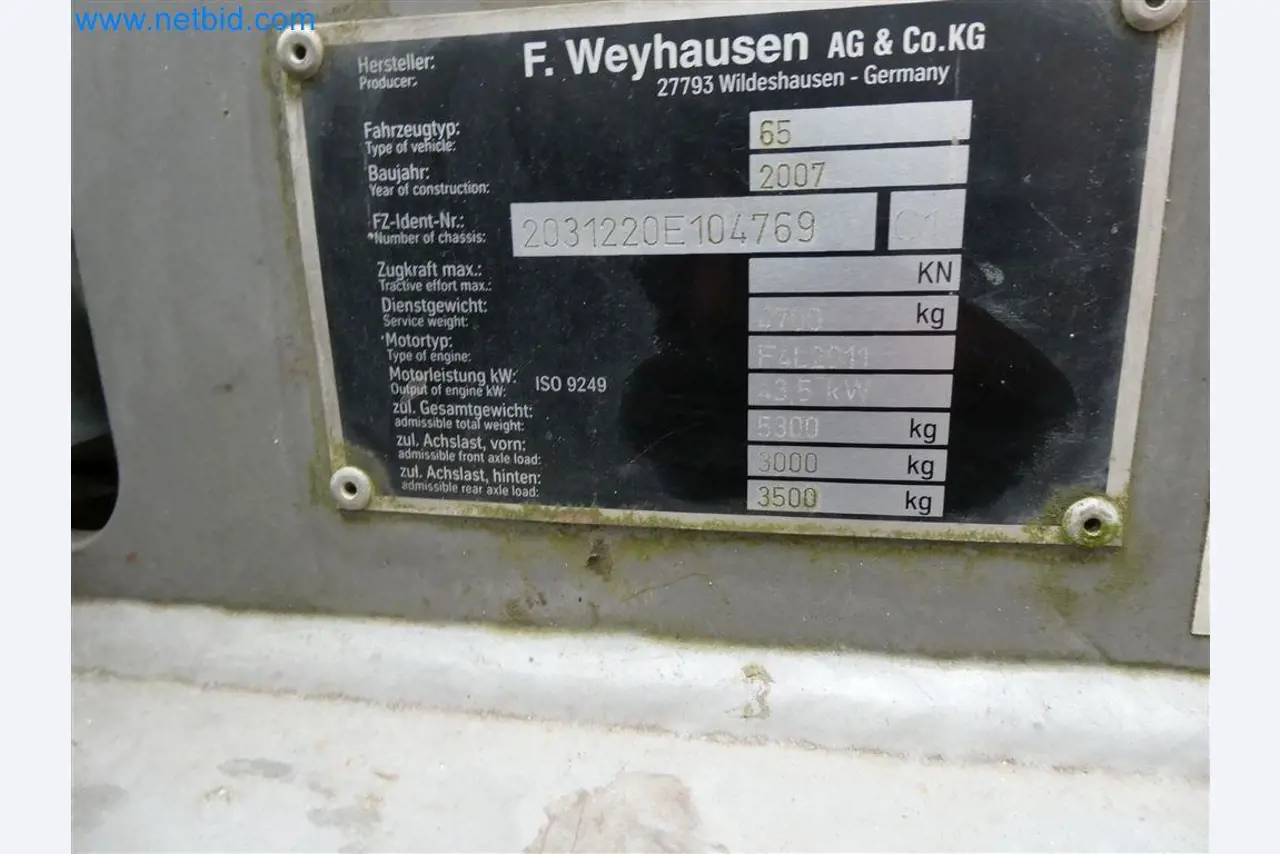 www.netbid.com
Hersteller:
Producer:
F. Weyhausen AG & Co.KG
27793 Wildeshausen - Germany
Fahrzeugtyp:
Type of vehicle:
65
Baujahr:
Year of construction:
2007
FZ-Ident-Nr.:
*Number of chassis:
2031220E104769
Zugkraft max.:
Tractive effort max.:
KN
Dienstgewicht:
Service weight:
kg
Motortyp:
Type of engine:
F4L2011
Motorleistung kW:
Output of engine kW:
ISO 9249
43,5 kW
zul. Gesamtgewicht:
admissible total weight:
5300 kg
zul. Achslast, vorn:
admissible front axle load:
3000 kg
zul. Achslast, hinten:
admissible rear axle load:
3500 kg